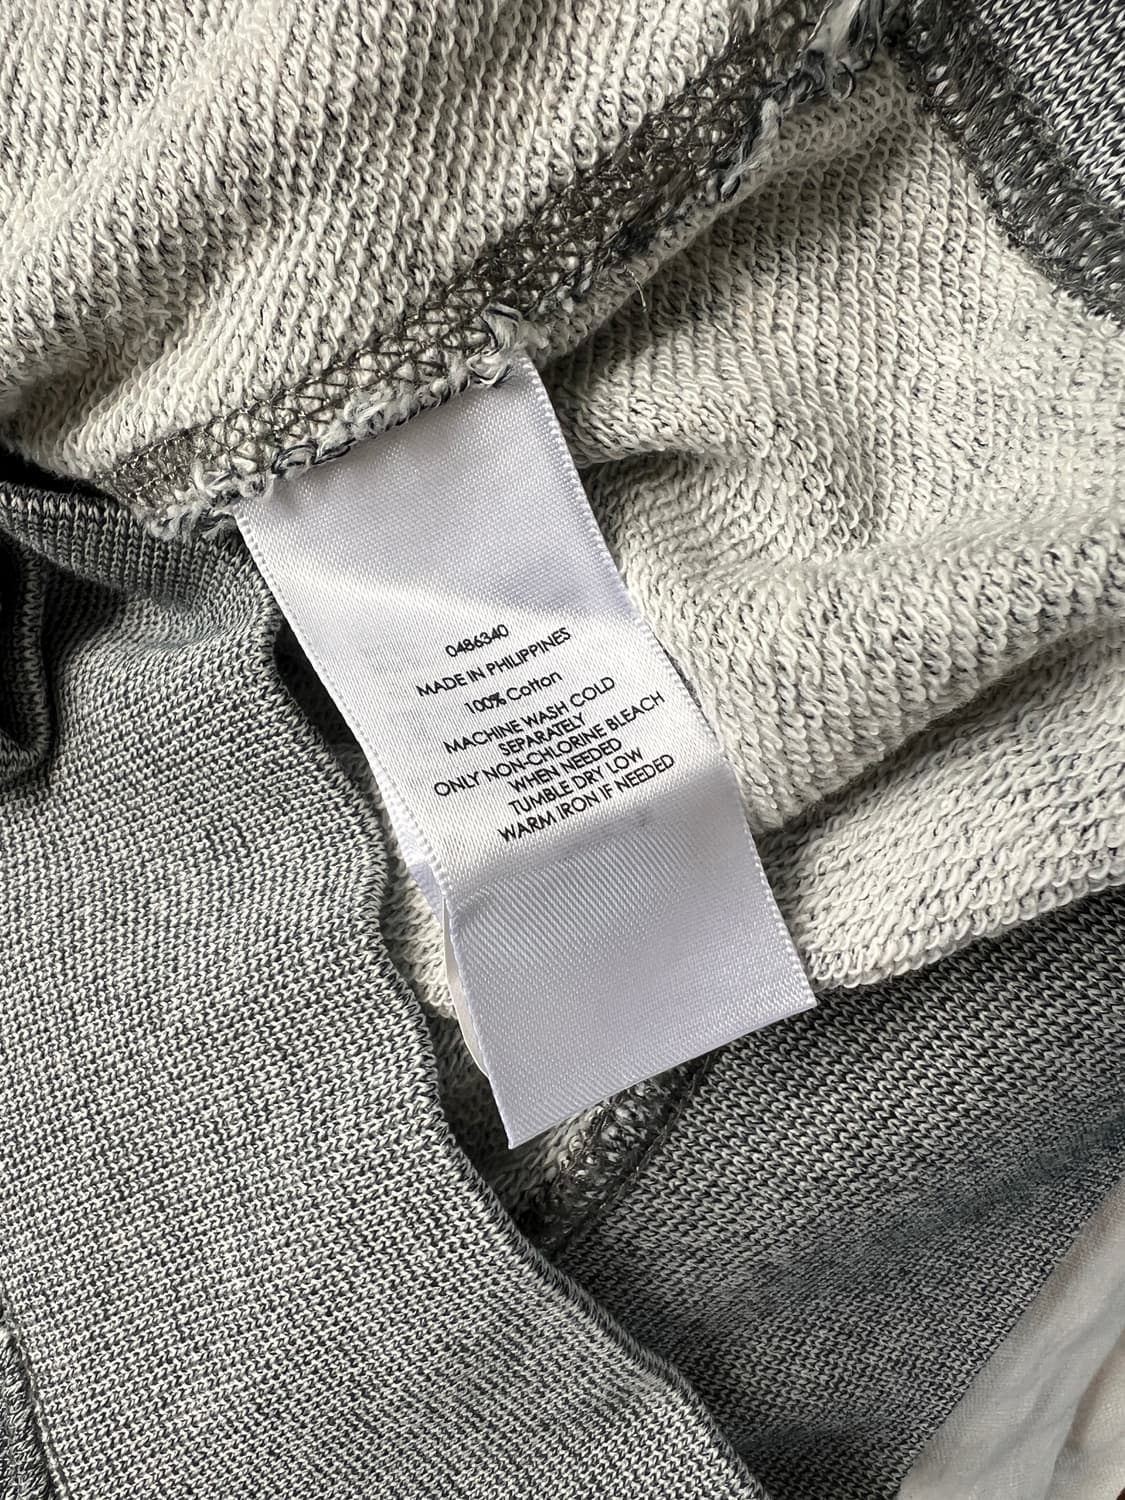 0486340
MADE IN PHILIPPINES
100% Cotton
MACHINE WASH COLD
SEPARATELY
ONLY NON-CHLORINE BLEACH
WHEN NEEDED
TUMBLE DRY LOW
WARM IRON IF NEEDED